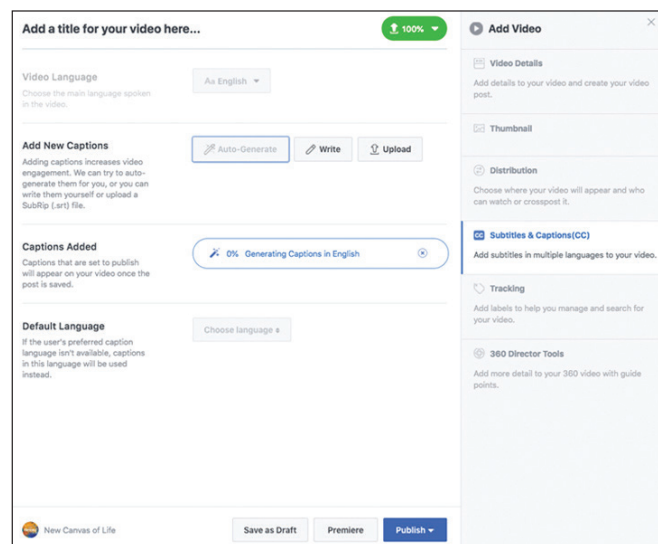 Add a title for your video here...
100%
Video Language
Choose the main language spoken
in the video.
Aa English
Add New Captions
Adding captions increases video
engagement. We can try to auto-
generate them for you, or you can
write them yourself or upload a
SubRip (.srt) file.
Auto-Generate
Write
Upload
Captions Added
Captions that are set to publish
will appear on your video once the
post is saved.
0% Generating Captions in English
Default Language
If the user's preferred caption
language isn't available, captions
in this language will be used
instead.
Choose language
New Canvas of Life
Save as Draft
Premiere
Publish
Add Video
Video Details
Add details to your video and create your video
post.
Thumbnail
Distribution
Choose where your video will appear and who
can watch or crosspost it.
CC Subtitles & Captions(CC)
Add subtitles in multiple languages to your video.
Tracking
Add labels to help you manage and search for
your video.
360 Director Tools
Add more detail to your 360 video with guide
points.